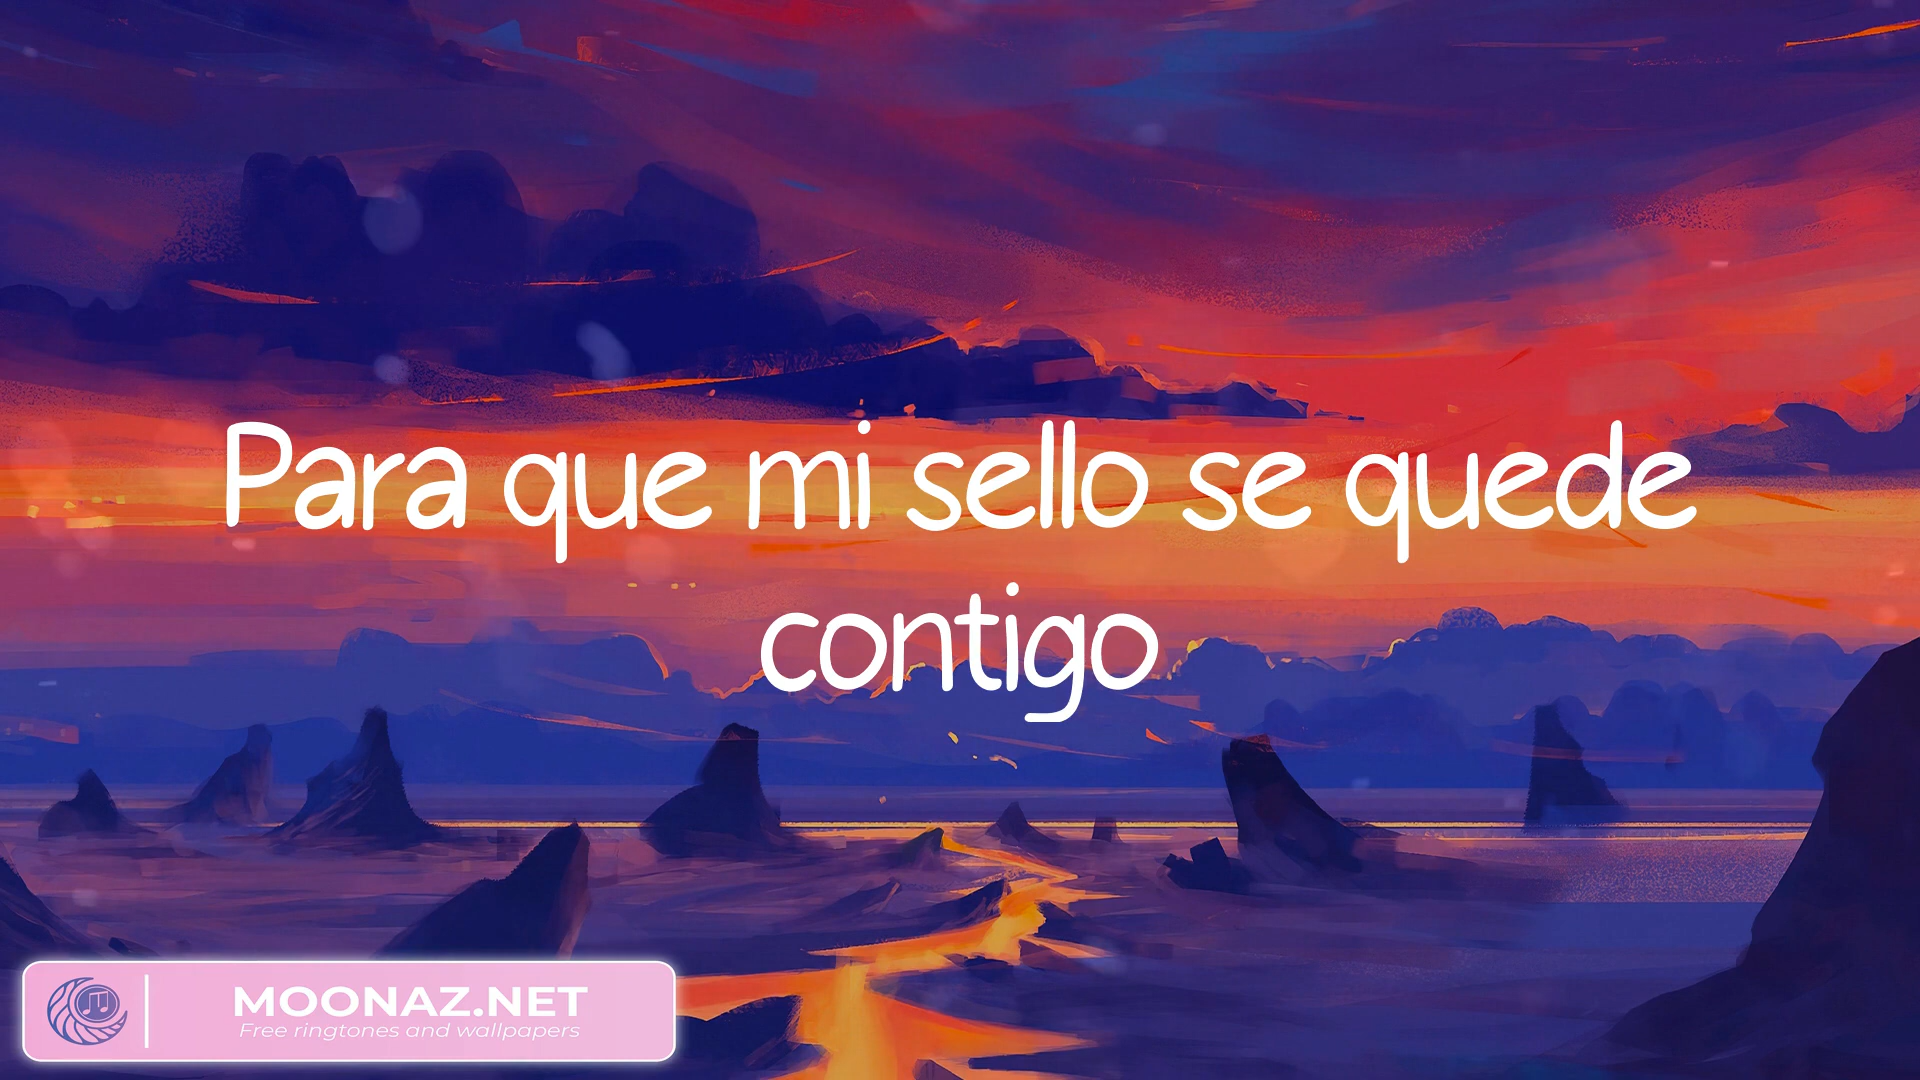 Para que mi sello se quede
contigo
MOONAZ.NET
Free ringtones and wallpapers